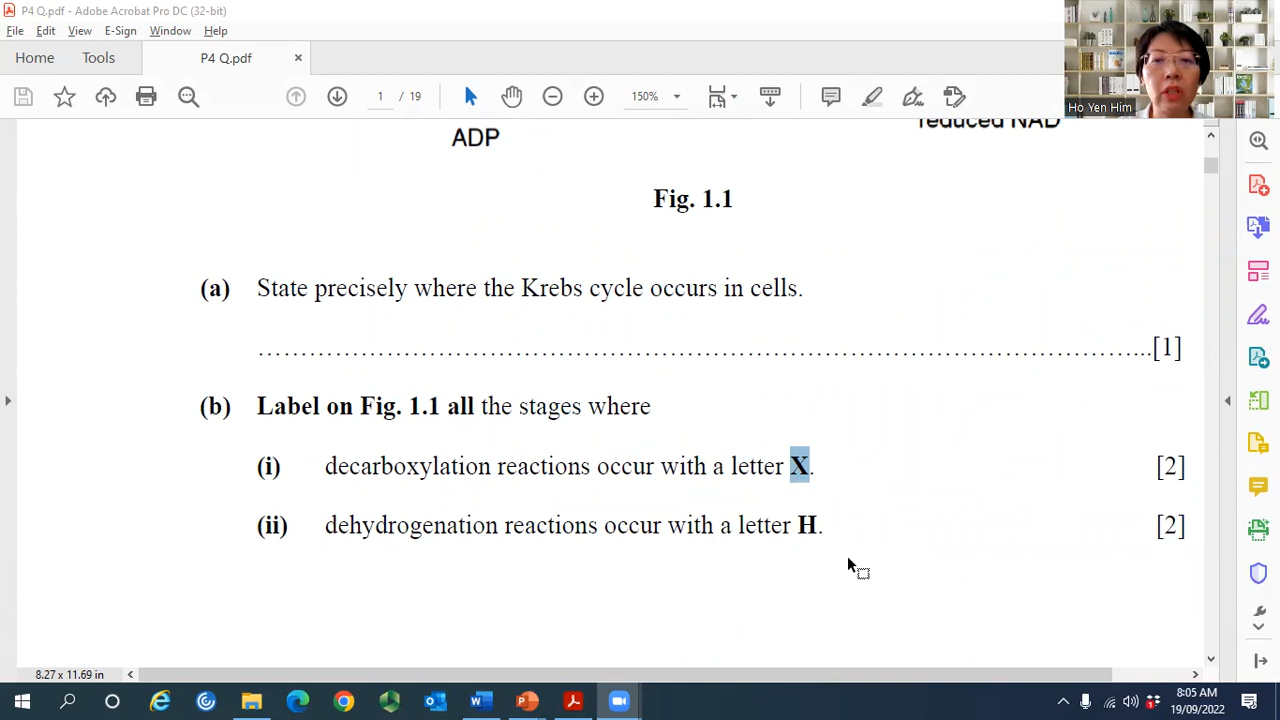 P4 Q.pdf - Adobe Acrobat Pro DC (32-bit)
File Edit View E-Sign Window Help
Home Tools P4 Q.pdf ×
1 / 19 150%
Ho Yen Him
ADP
reduced NAD
Fig. 1.1
(a) State precisely where the Krebs cycle occurs in cells.
…………………………………………………………………………………………...[1]
(b) Label on Fig. 1.1 all the stages where
(i) decarboxylation reactions occur with a letter X. [2]
(ii) dehydrogenation reactions occur with a letter H. [2]
8.27 x 11.69 in
8:05 AM
19/09/2022